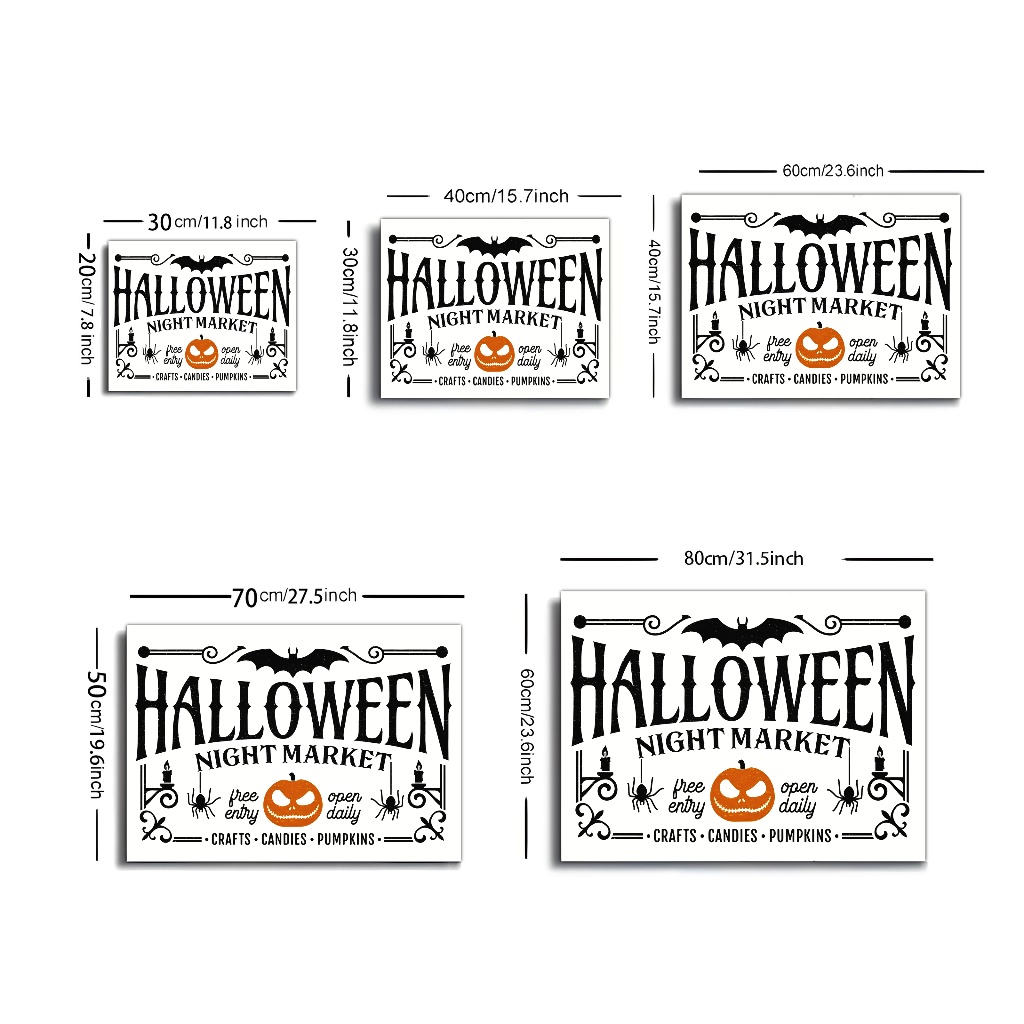 30cm/11.8 inch
20cm/ 7.8 inch
HALLOWEEN
NIGHT MARKET
free entry
open daily
· CRAFTS · CANDIES · PUMPKINS ·
40cm/15.7inch
30cm/11.8inch
HALLOWEEN
NIGHT MARKET
free entry
open daily
· CRAFTS · CANDIES · PUMPKINS ·
60cm/23.6inch
40cm/15.7inch
HALLOWEEN
NIGHT MARKET
free entry
open daily
· CRAFTS · CANDIES · PUMPKINS ·
70cm/27.5inch
50cm/19.6inch
HALLOWEEN
NIGHT MARKET
free entry
open daily
· CRAFTS · CANDIES · PUMPKINS ·
80cm/31.5inch
60cm/23.6inch
HALLOWEEN
NIGHT MARKET
free entry
open daily
· CRAFTS · CANDIES · PUMPKINS ·